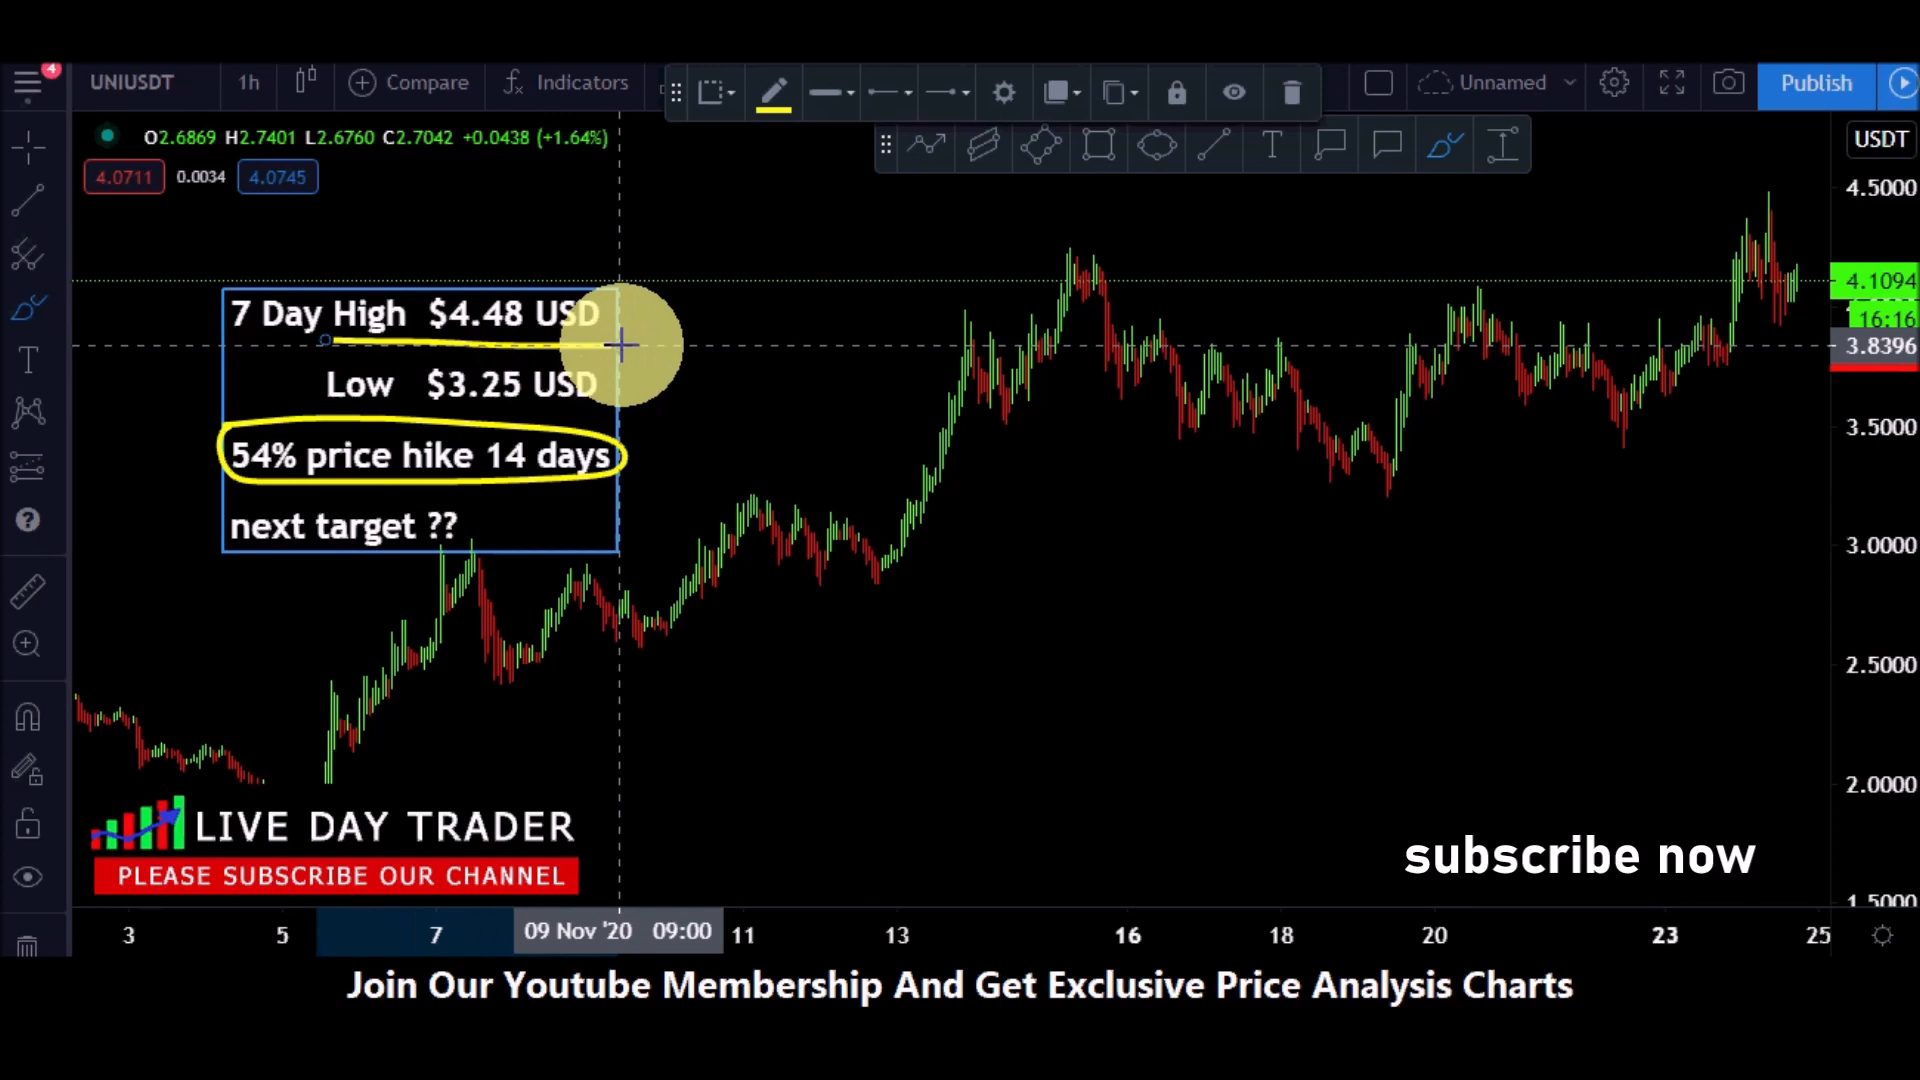 4
UNIUSDT 1h Compare Indicators Unnamed Publish
O2.6869 H2.7401 L2.6760 C2.7042 +0.0438 (+1.64%)
USDT
4.0711 0.0034 4.0745
4.5000
4.1094
16:16
3.8396
3.5000
3.0000
2.5000
2.0000
1.5000
7 Day High $4.48 USD
Low $3.25 USD
54% price hike 14 days
next target ??
LIVE DAY TRADER
PLEASE SUBSCRIBE OUR CHANNEL
subscribe now
3 5 7 09 Nov '20 09:00 11 13 16 18 20 23 25
Join Our Youtube Membership And Get Exclusive Price Analysis Charts